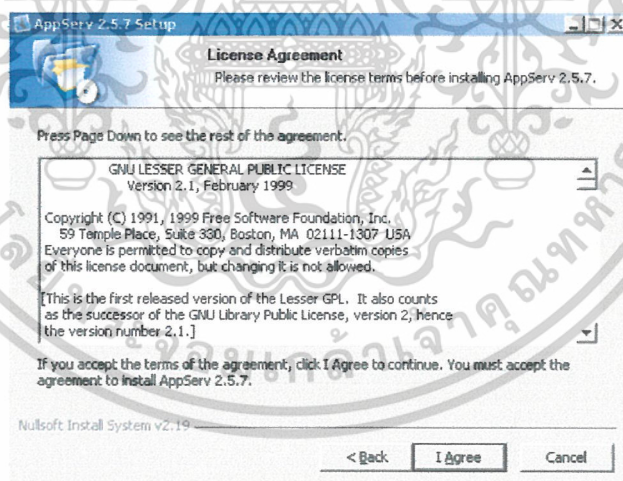 AppServ 2.5.7 Setup
License Agreement
Please review the license terms before installing AppServ 2.5.7.
Press Page Down to see the rest of the agreement.
GNU LESSER GENERAL PUBLIC LICENSE
Version 2.1, February 1999
Copyright (C) 1991, 1999 Free Software Foundation, Inc.
59 Temple Place, Suite 330, Boston, MA 02111-1307 USA
Everyone is permitted to copy and distribute verbatim copies
of this license document, but changing it is not allowed.
[This is the first released version of the Lesser GPL. It also counts
as the successor of the GNU Library Public License, version 2, hence
the version number 2.1.]
If you accept the terms of the agreement, click I Agree to continue. You must accept the
agreement to install AppServ 2.5.7.
Nullsoft Install System v2.19
< Back
I Agree
Cancel